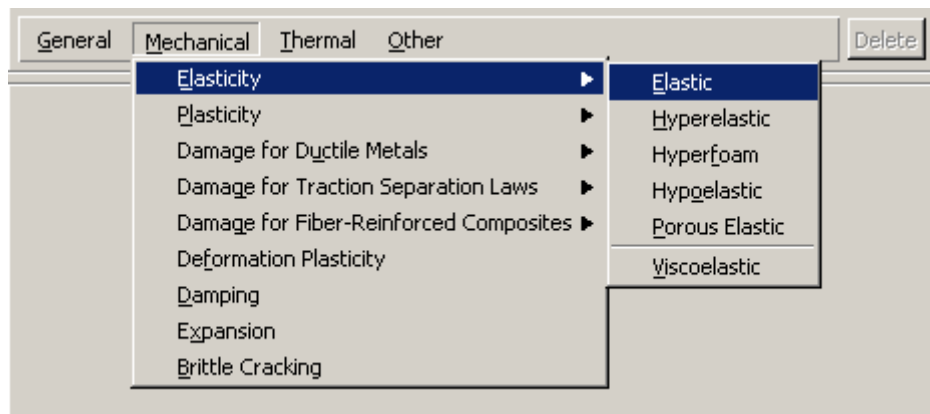 General Mechanical Thermal Other Delete
Elasticity
Plasticity
Damage for Ductile Metals
Damage for Traction Separation Laws
Damage for Fiber-Reinforced Composites
Deformation Plasticity
Damping
Expansion
Brittle Cracking
Elastic
Hyperelastic
Hyperfoam
Hypoelastic
Porous Elastic
Viscoelastic